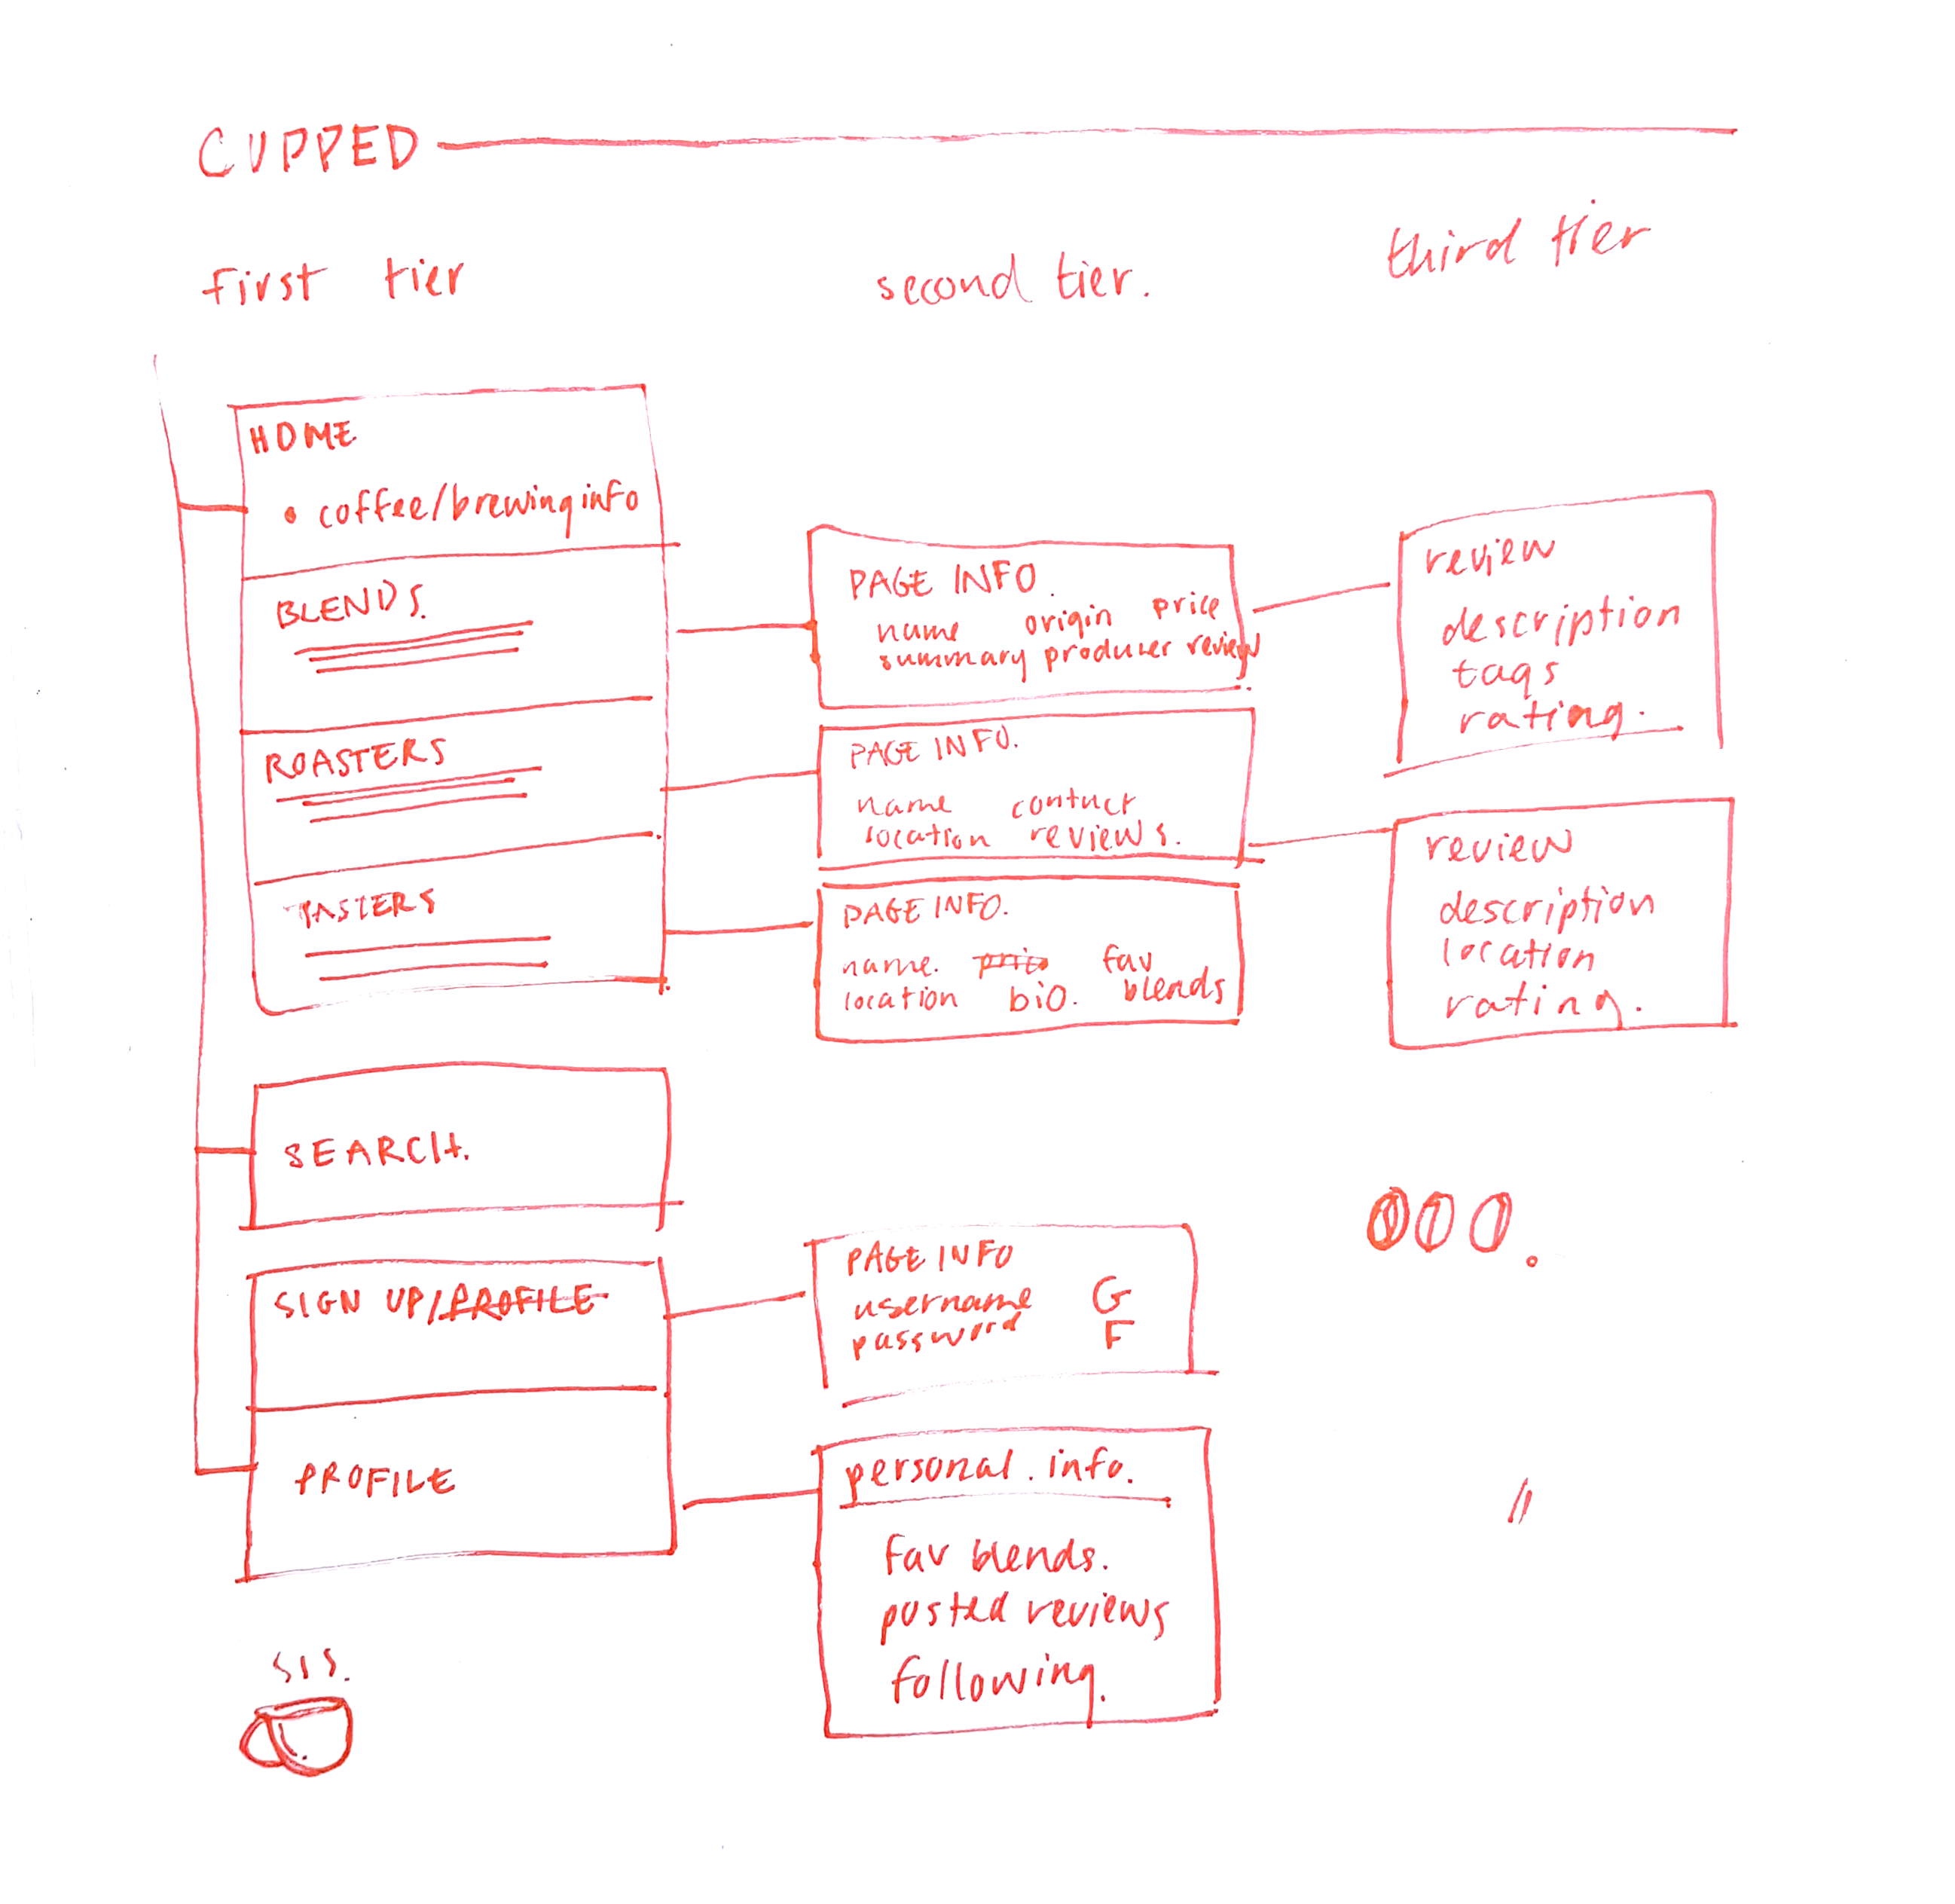 CUPPED
first tier
second tier.
third tier
HOME
• coffee/brewing info
BLENDS.
ROASTERS
TASTERS
PAGE INFO.
name origin price
summary producer review
PAGE INFO.
name contact
location reviews.
PAGE INFO.
name. fav
location bio. blends
review
description
tags
rating.
review
description
location
rating.
SEARCH.
SIGN UP/PROFILE
PROFILE
PAGE INFO
username G
password F
personal. info.
fav blends.
posted reviews
following.